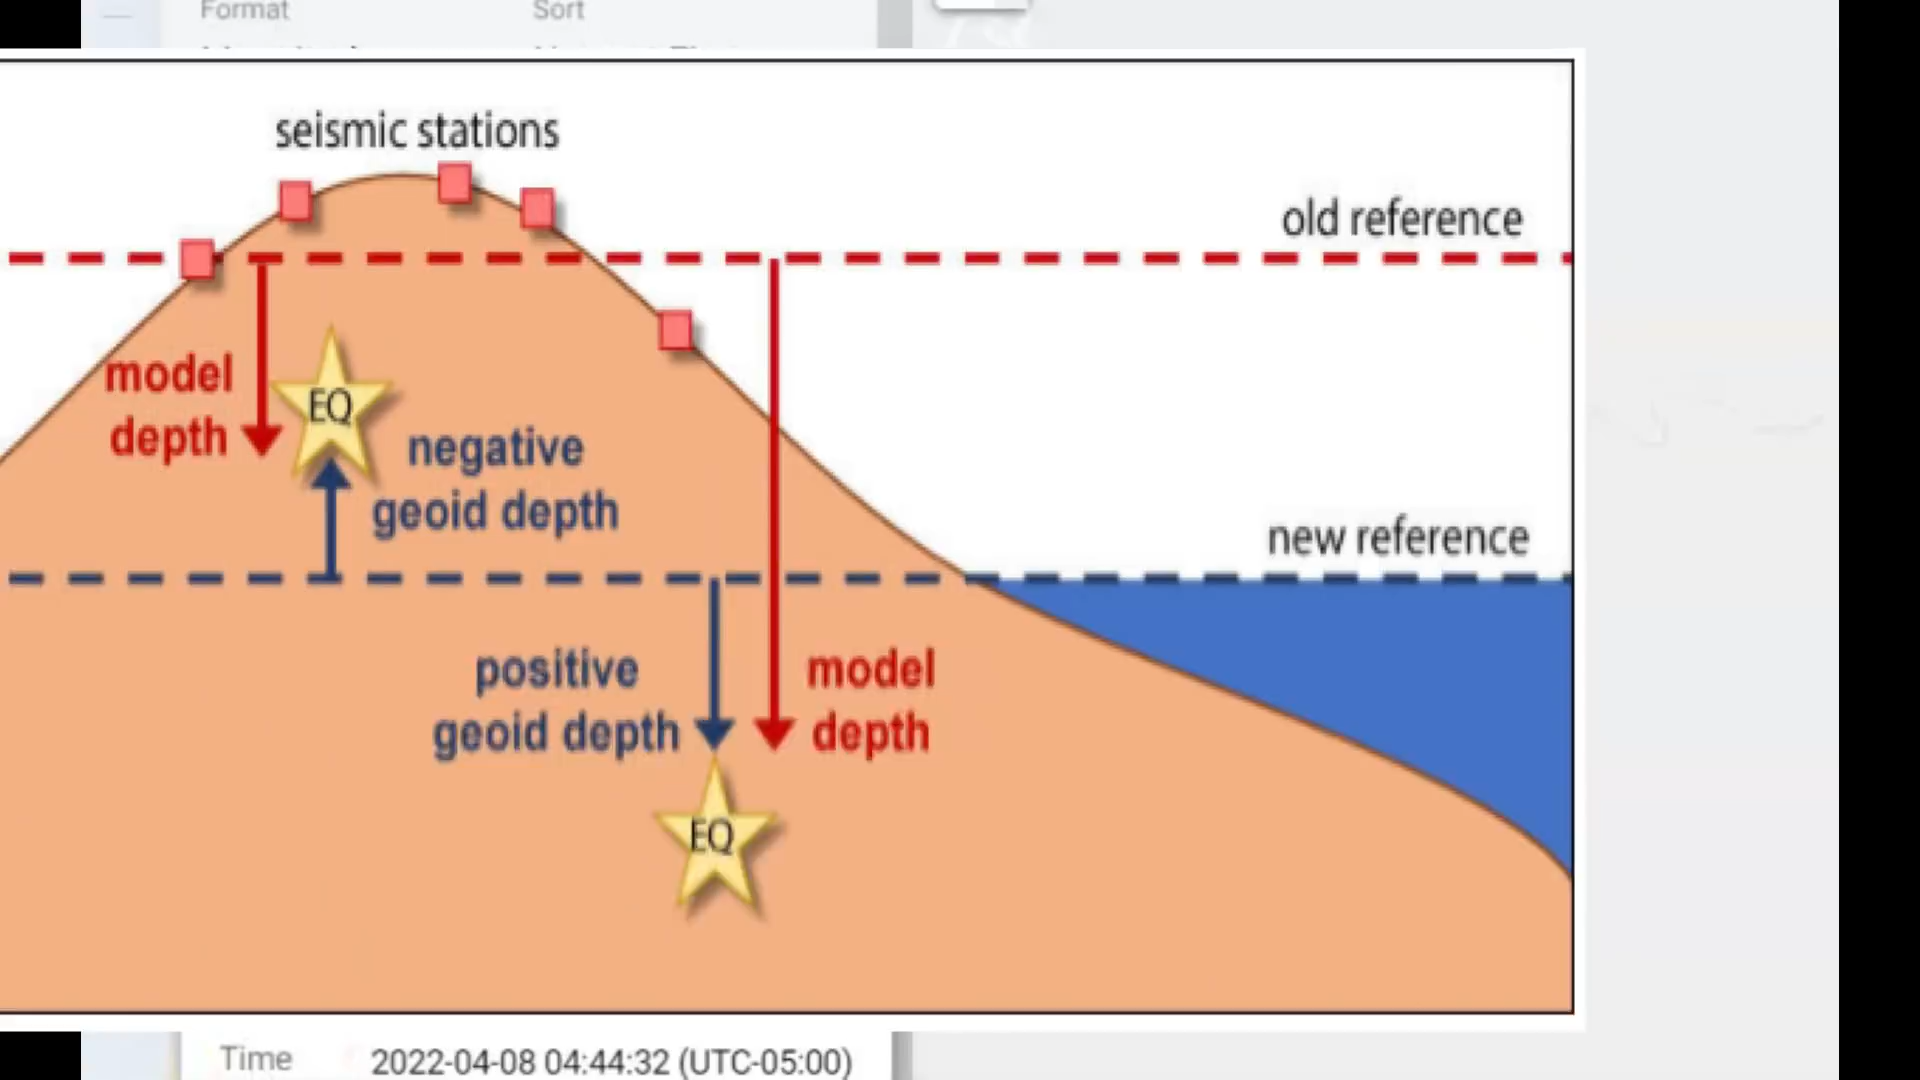 Format
Sort
seismic stations
old reference
model
depth
EQ
negative
geoid depth
new reference
positive
geoid depth
model
depth
EQ
Time 2022-04-08 04:44:32 (UTC-05:00)